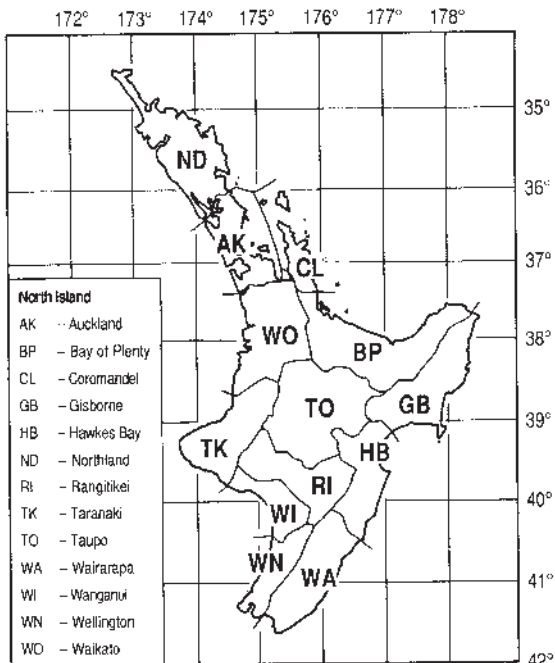 172° 174° 175° 176° 177° 178°
35°
ND
36°
AK
CL
37°
North Island
AK -- Auckland
BP – Bay of Plenty
CL – Coromandel
GB – Gisborne
HB – Hawkes Bay
ND – Northland
RI – Rangitikei
TK – Taranaki
TO – Taupo
WA – Wairarapa
WI – Wanganui
WN – Wellington
WO – Waikato
WO
BP
38°
TO
GB
39°
TK
HB
RI
40°
WI
WN
WA
41°
42°